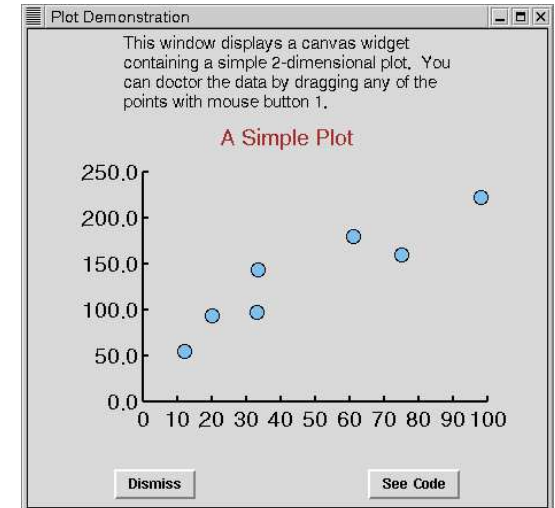 Plot Demonstration
This window displays a canvas widget
containing a simple 2-dimensional plot. You
can doctor the data by dragging any of the
points with mouse button 1.
A Simple Plot
250.0
200.0
150.0
100.0
50.0
0.0
0 10 20 30 40 50 60 70 80 90 100
Dismiss See Code